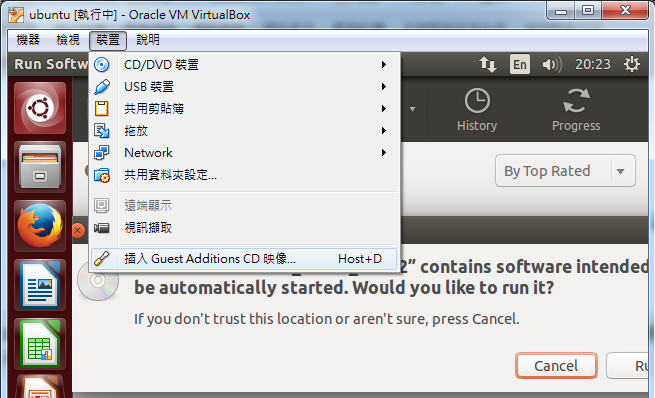 ubuntu [執行中] - Oracle VM VirtualBox
機器 檢視 裝置 說明
Run Softw
En
20:23
CD/DVD 裝置
USB 裝置
共用剪貼簿
拖放
Network
共用資料夾設定...
遠端顯示
視訊擷取
插入 Guest Additions CD 映像... Host+D
History Progress
By Top Rated
2” contains software intended
be automatically started. Would you like to run it?
If you don't trust this location or aren't sure, press Cancel.
Cancel Ru